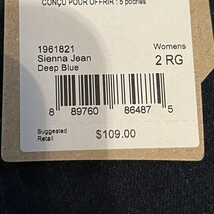 CONÇU POUR OFFRIR : 5 poches
1961821
Womens
Sienna Jean
2 RG
Deep Blue
8 89760 86487 5
Suggested
Retail
$109.00